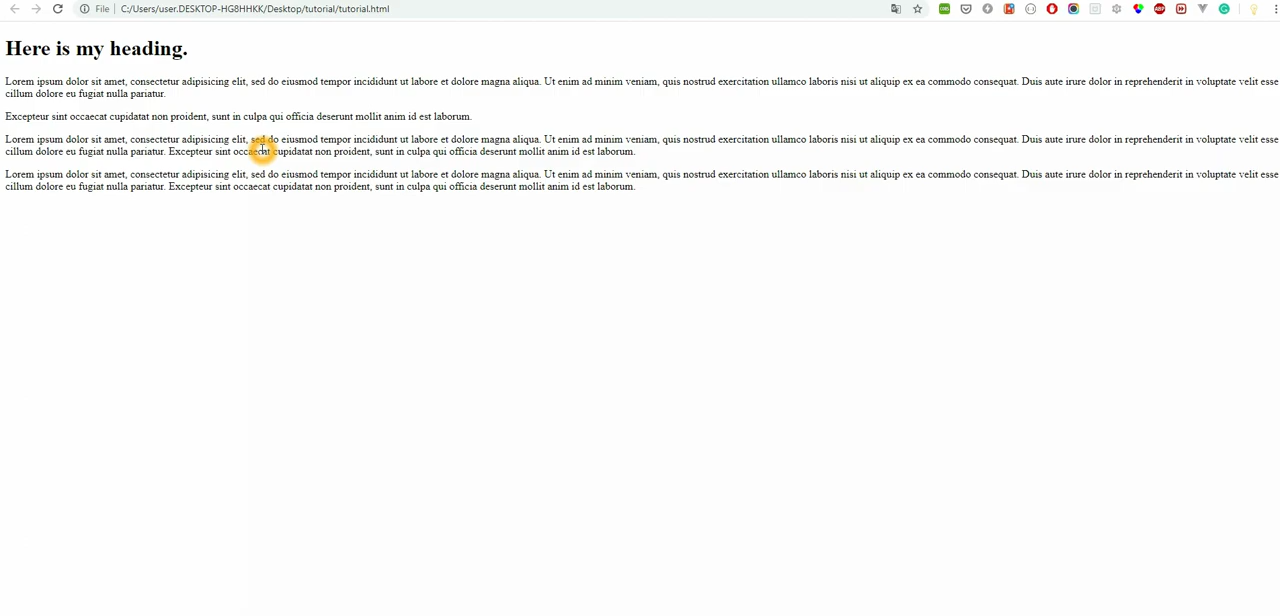 File C:/Users/user.DESKTOP-HG8HHKK/Desktop/tutorial/tutorial.html
Here is my heading.
Lorem ipsum dolor sit amet, consectetur adipisicing elit, sed do eiusmod tempor incididunt ut labore et dolore magna aliqua. Ut enim ad minim veniam, quis nostrud exercitation ullamco laboris nisi ut aliquip ex ea commodo consequat. Duis aute irure dolor in reprehenderit in voluptate velit esse
cillum dolore eu fugiat nulla pariatur.
Excepteur sint occaecat cupidatat non proident, sunt in culpa qui officia deserunt mollit anim id est laborum.
Lorem ipsum dolor sit amet, consectetur adipisicing elit, sed do eiusmod tempor incididunt ut labore et dolore magna aliqua. Ut enim ad minim veniam, quis nostrud exercitation ullamco laboris nisi ut aliquip ex ea commodo consequat. Duis aute irure dolor in reprehenderit in voluptate velit esse
cillum dolore eu fugiat nulla pariatur. Excepteur sint occaecat cupidatat non proident, sunt in culpa qui officia deserunt mollit anim id est laborum.
Lorem ipsum dolor sit amet, consectetur adipisicing elit, sed do eiusmod tempor incididunt ut labore et dolore magna aliqua. Ut enim ad minim veniam, quis nostrud exercitation ullamco laboris nisi ut aliquip ex ea commodo consequat. Duis aute irure dolor in reprehenderit in voluptate velit esse
cillum dolore eu fugiat nulla pariatur. Excepteur sint occaecat cupidatat non proident, sunt in culpa qui officia deserunt mollit anim id est laborum.